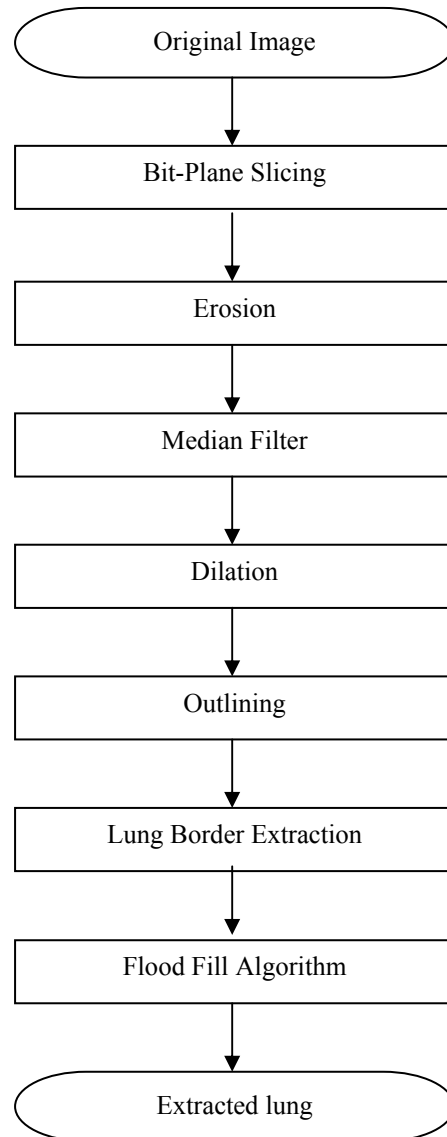 Original Image
Bit-Plane Slicing
Erosion
Median Filter
Dilation
Outlining
Lung Border Extraction
Flood Fill Algorithm
Extracted lung